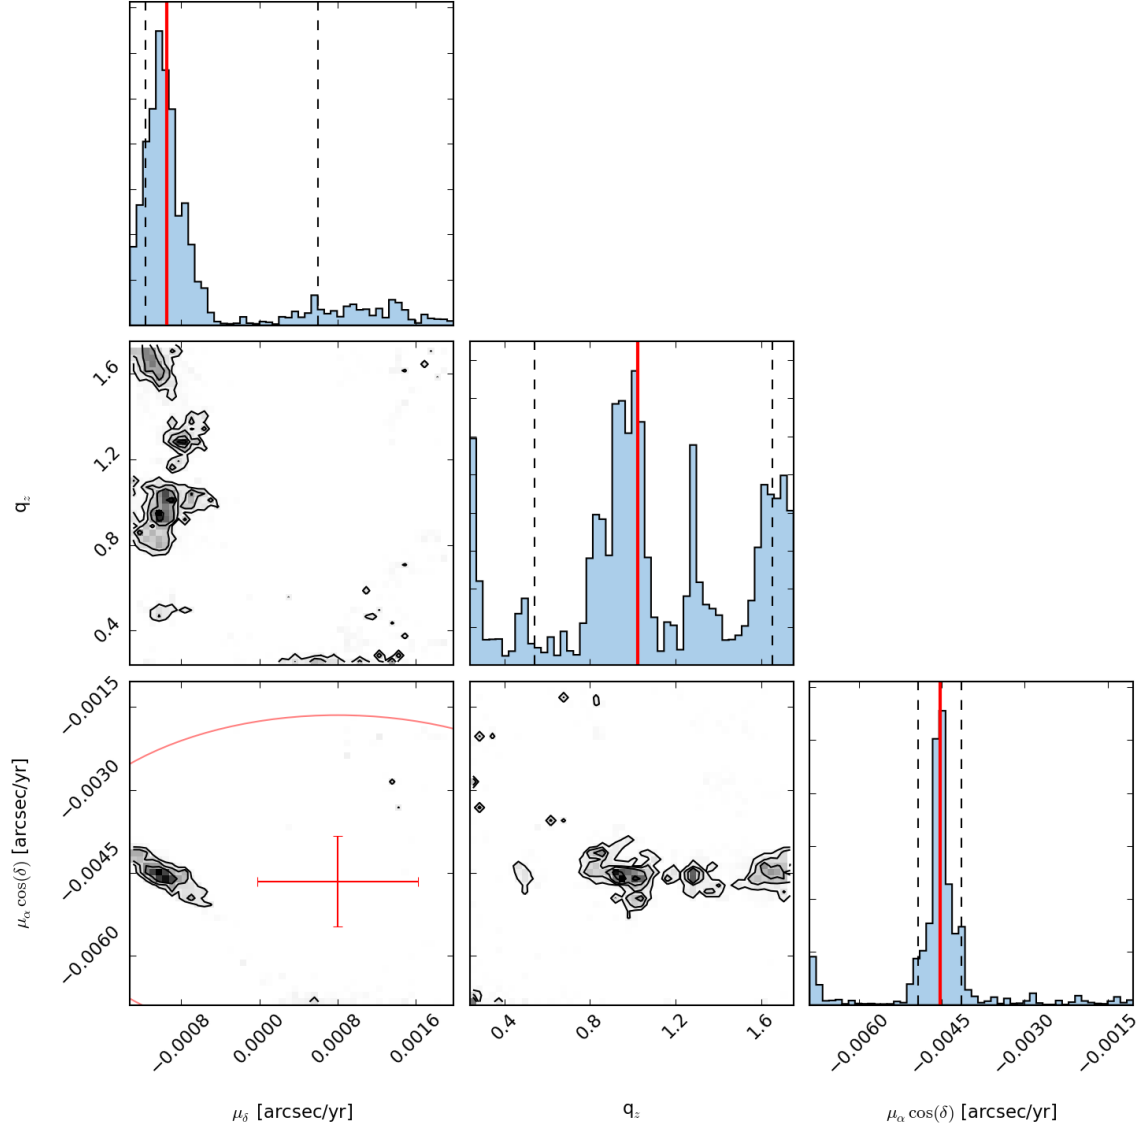 1.6
1.2
0.8
0.4
q_z
−0.0015
−0.0030
−0.0045
−0.0060
μ_α cos(δ) [arcsec/yr]
−0.0008 0.0000 0.0008 0.0016
0.4 0.8 1.2 1.6
−0.0060 −0.0045 −0.0030 −0.0015
μ_δ [arcsec/yr]
q_z
μ_α cos(δ) [arcsec/yr]